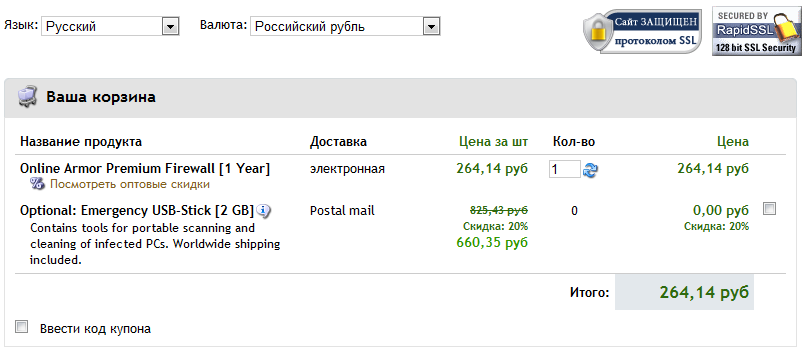 Язык: Русский Валюта: Российский рубль
Сайт ЗАЩИЩЕН
протоколом SSL
SECURED BY
RapidSSL
128 bit SSL Security
Ваша корзина
Название продукта Доставка Цена за шт Кол-во Цена
Online Armor Premium Firewall [1 Year] электронная 264,14 руб 1 264,14 руб
% Посмотреть оптовые скидки
Optional: Emergency USB-Stick [2 GB] i Postal mail 825,43 руб 0 0,00 руб
Contains tools for portable scanning and Скидка: 20% Скидка: 20%
cleaning of infected PCs. Worldwide shipping 660,35 руб
included.
Итого: 264,14 руб
Ввести код купона